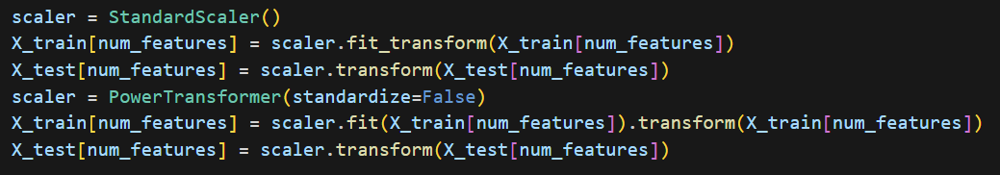 scaler = StandardScaler()
X_train[num_features] = scaler.fit_transform(X_train[num_features])
X_test[num_features] = scaler.transform(X_test[num_features])
scaler = PowerTransformer(standardize=False)
X_train[num_features] = scaler.fit(X_train[num_features]).transform(X_train[num_features])
X_test[num_features] = scaler.transform(X_test[num_features])